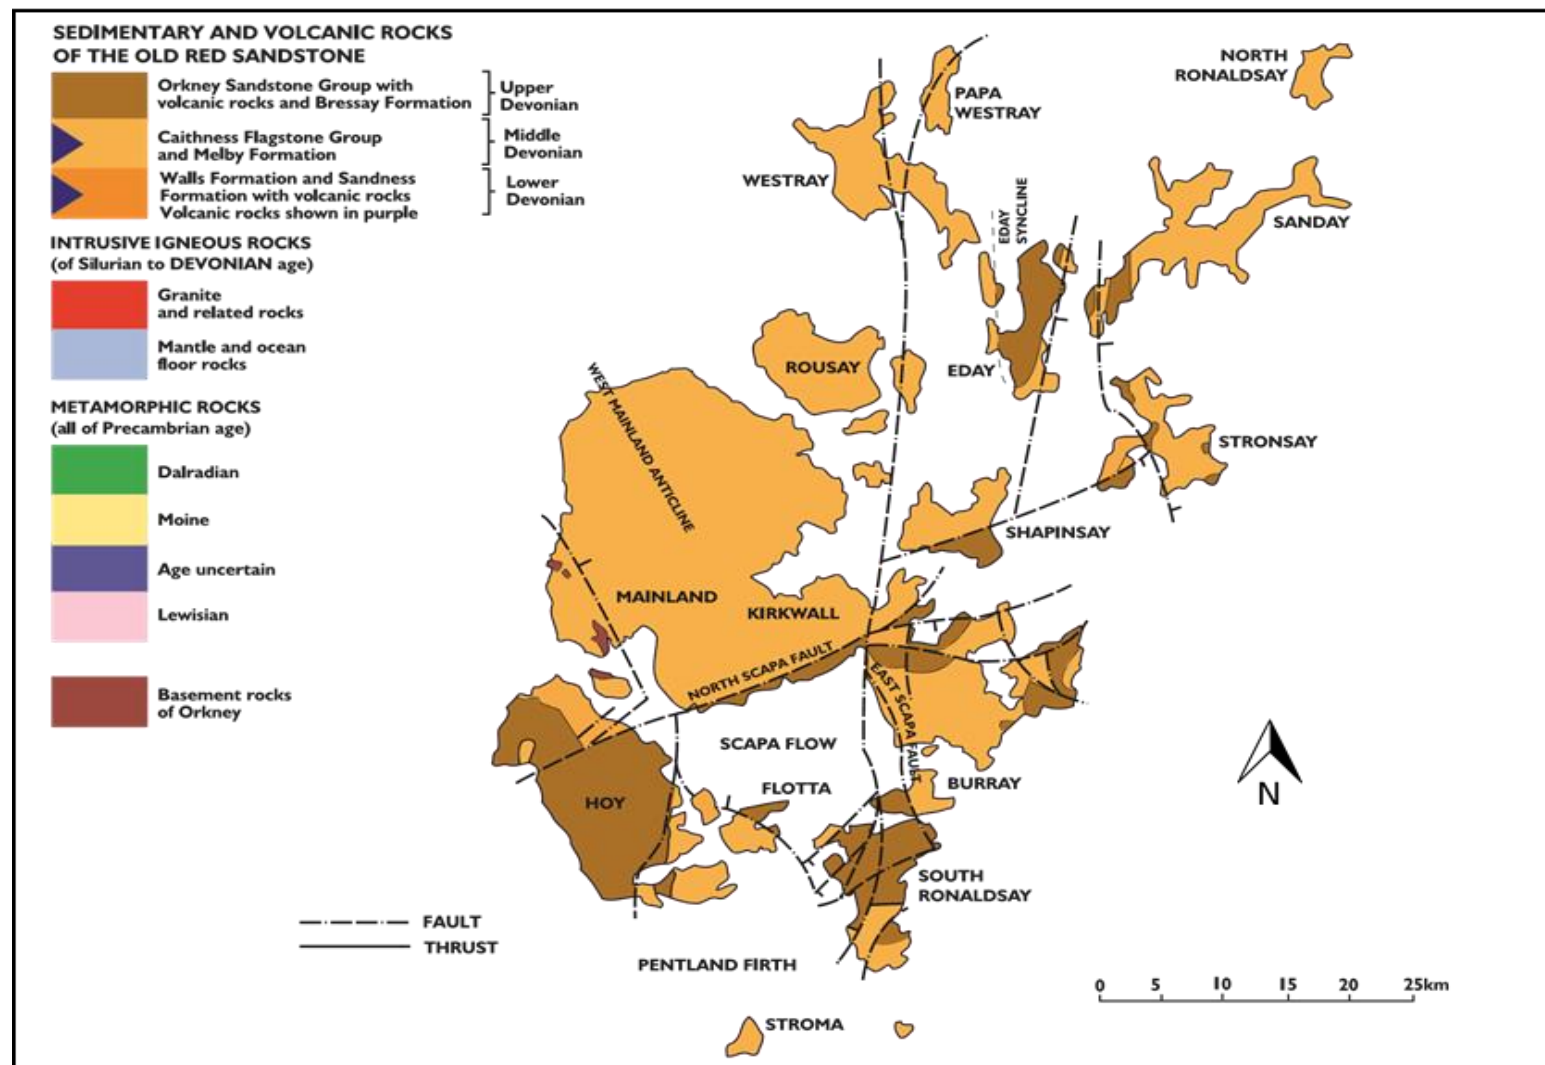 SEDIMENTARY AND VOLCANIC ROCKS
OF THE OLD RED SANDSTONE
Orkney Sandstone Group with
volcanic rocks and Bressay Formation
Upper
Devonian
Caithness Flagstone Group
and Melby Formation
Middle
Devonian
Walls Formation and Sandness
Formation with volcanic rocks
Volcanic rocks shown in purple
Lower
Devonian
INTRUSIVE IGNEOUS ROCKS
(of Silurian to DEVONIAN age)
Granite
and related rocks
Mantle and ocean
floor rocks
METAMORPHIC ROCKS
(all of Precambrian age)
Dalradian
Moine
Age uncertain
Lewisian
Basement rocks
of Orkney
FAULT
THRUST
NORTH
RONALDSAY
PAPA
WESTRAY
WESTRAY
EDAY
SYNCLINE
SANDAY
ROUSAY
EDAY
WEST MAINLAND ANTICLINE
STRONSAY
SHAPINSAY
MAINLAND
KIRKWALL
NORTH SCAPA FAULT
EAST SCAPA FAULT
SCAPA FLOW
FLOTTA
BURRAY
HOY
SOUTH
RONALDSAY
PENTLAND FIRTH
STROMA
N
0 5 10 15 20 25km